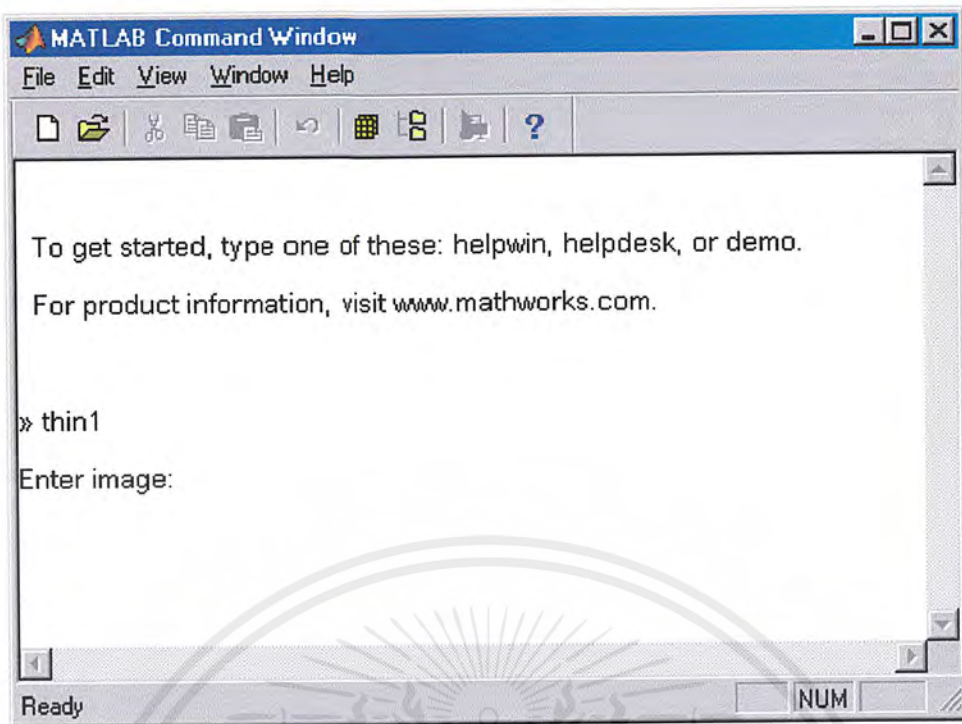 MATLAB Command Window
File Edit View Window Help
To get started, type one of these: helpwin, helpdesk, or demo.
For product information, visit www.mathworks.com.
» thin1
Enter image:
Ready
NUM